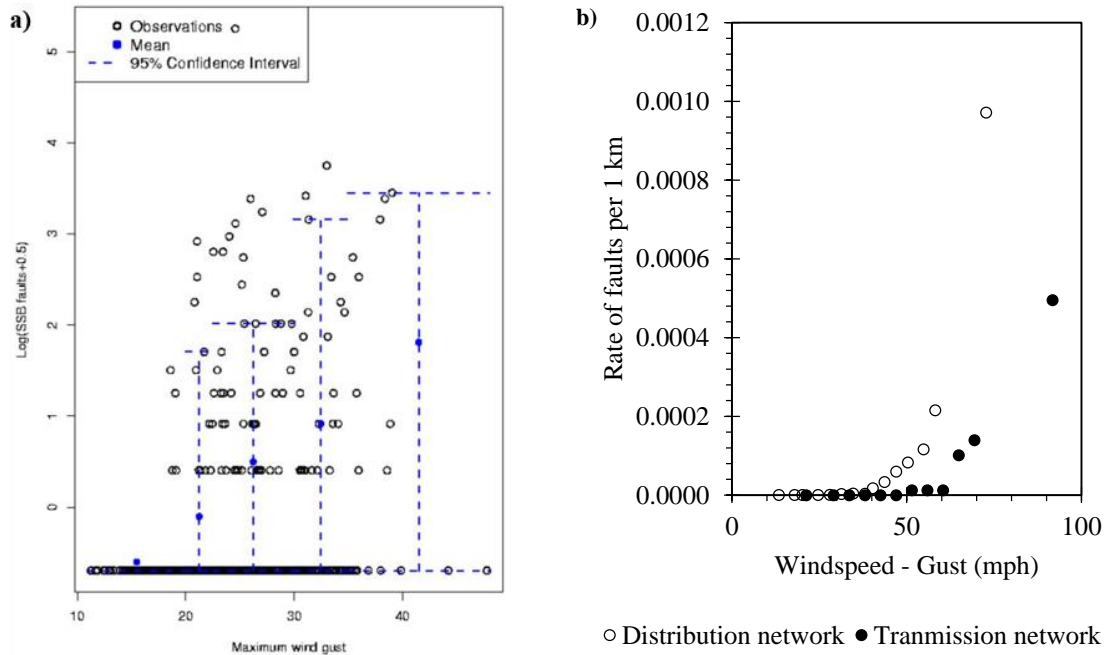 a)
Observations
Mean
95% Confidence Interval
Log(SSB faults+0.5)
5
4
3
2
1
0
10 20 30 40
Maximum wind gust
b)
Rate of faults per 1 km
0.0012
0.0010
0.0008
0.0006
0.0004
0.0002
0.0000
0 50 100
Windspeed - Gust (mph)
Distribution network Tranmission network